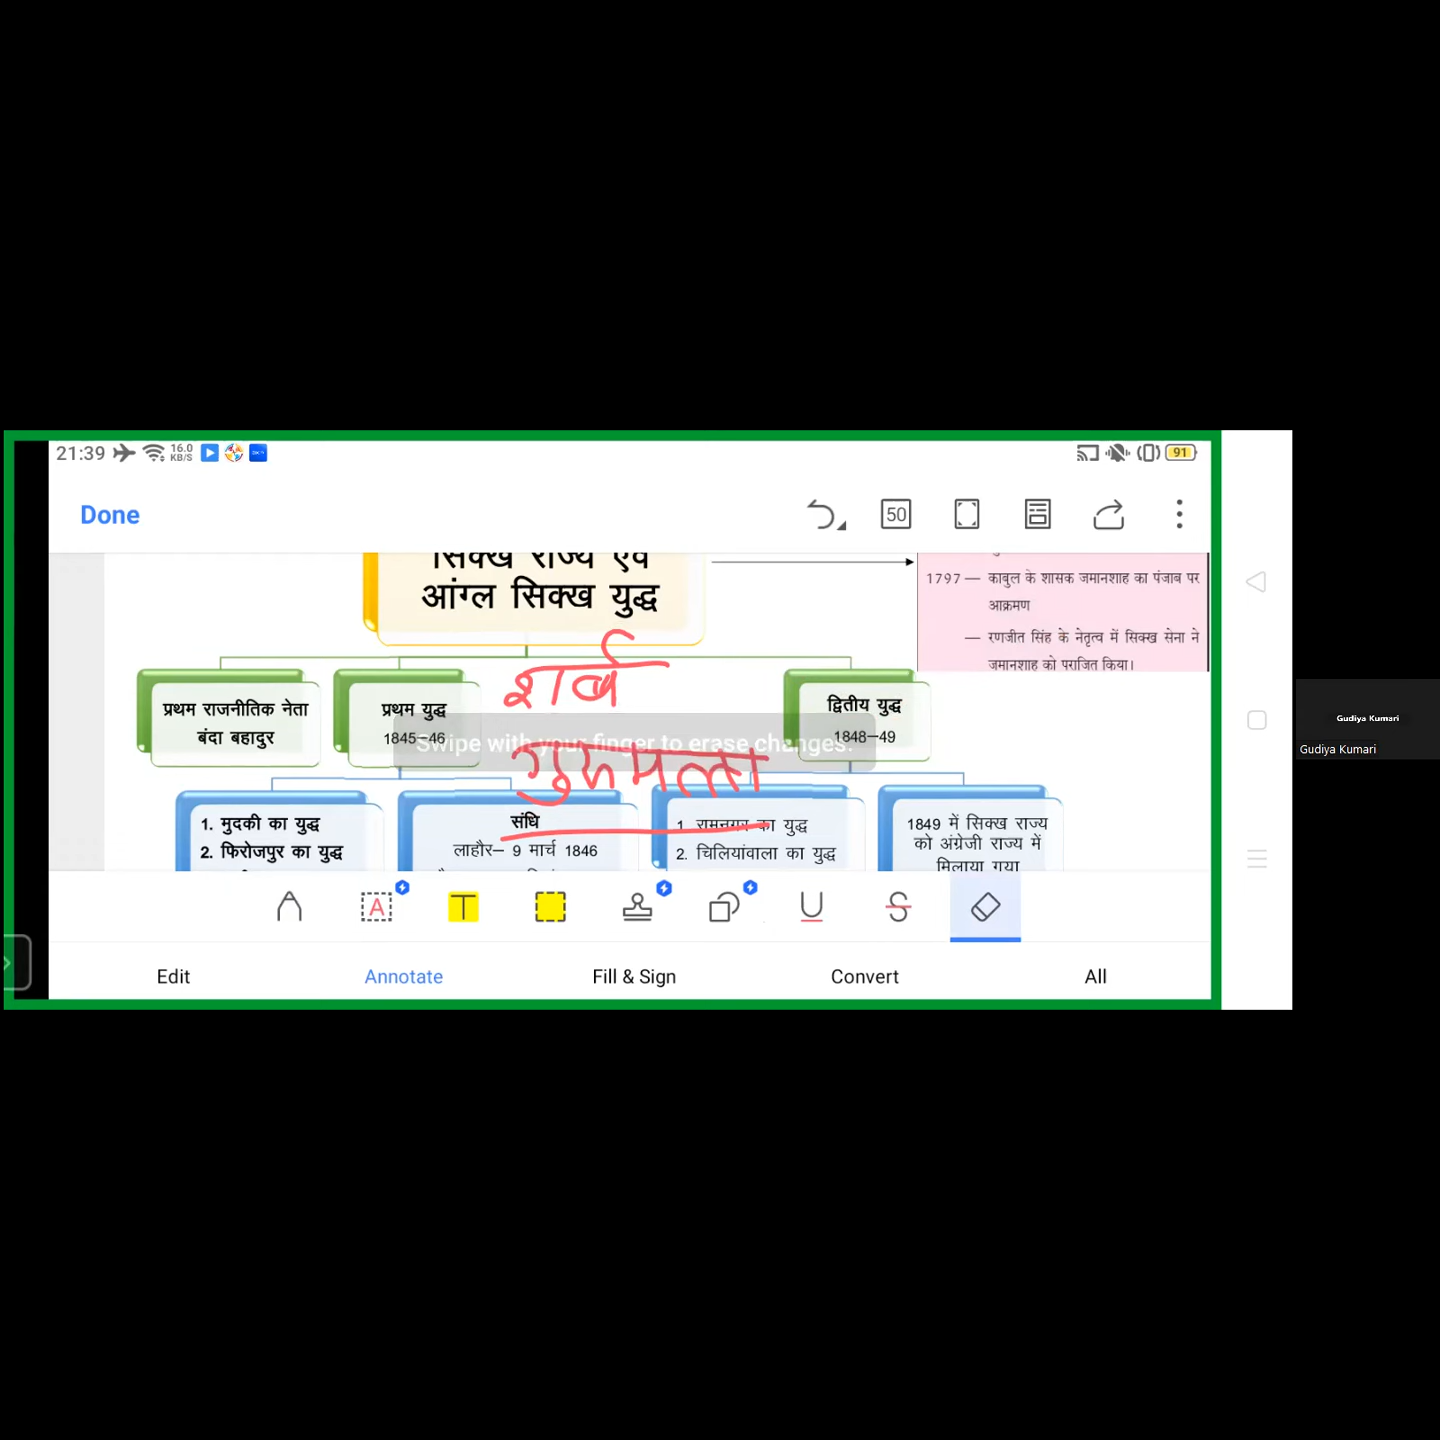 21:39
16.0
KB/S
91
Done
50
सिक्ख राज्य एवं
आंग्ल सिक्ख युद्ध
1797 — काबुल के शासक जमानशाह का पंजाब पर
आक्रमण
— रणजीत सिंह के नेतृत्व में सिक्ख सेना ने
जमानशाह को पराजित किया।
प्रथम राजनीतिक नेता
बंदा बहादुर
प्रथम युद्ध
1845–46
द्वितीय युद्ध
1848–49
Swipe with your finger to erase changes.
1. मुदकी का युद्ध
2. फिरोजपुर का युद्ध
संधि
लाहौर– 9 मार्च 1846
1. रामनगर का युद्ध
2. चिलियांवाला का युद्ध
1849 में सिक्ख राज्य
को अंग्रेजी राज्य में
मिलाया गया
Edit
Annotate
Fill & Sign
Convert
All
Gudiya Kumari
Gudiya Kumari